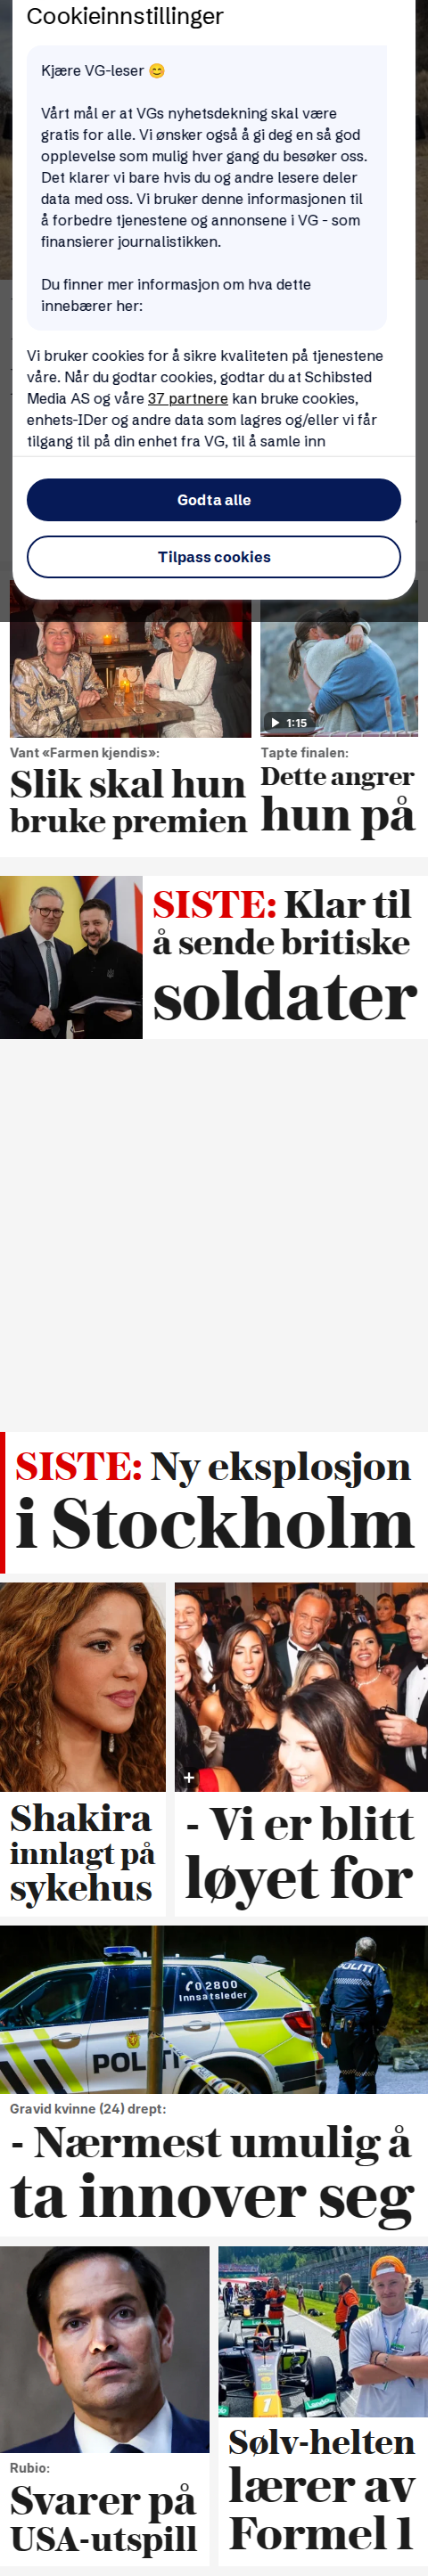 Cookieinnstillinger
Kjære VG-leser 😊
Vårt mål er at VGs nyhetsdekning skal være
gratis for alle. Vi ønsker også å gi deg en så god
opplevelse som mulig hver gang du besøker oss.
Det klarer vi bare hvis du og andre lesere deler
data med oss. Vi bruker denne informasjonen til
å forbedre tjenestene og annonsene i VG - som
finansierer journalistikken.
Du finner mer informasjon om hva dette
innebærer her:
Vi bruker cookies for å sikre kvaliteten på tjenestene
våre. Når du godtar cookies, godtar du at Schibsted
Media AS og våre 37 partnere kan bruke cookies,
enhets-IDer og andre data som lagres og/eller vi får
tilgang til på din enhet fra VG, til å samle inn
Godta alle
Tilpass cookies
1:15
Vant «Farmen kjendis»:
Slik skal hun
bruke premien
Tapte finalen:
Dette angrer
hun på
SISTE: Klar til
å sende britiske
soldater
SISTE: Ny eksplosjon
i Stockholm
Shakira
innlagt på
sykehus
- Vi er blitt
løyet for
02800
Innsatsleder
POLITI
POLITI
Gravid kvinne (24) drept:
- Nærmest umulig å
ta innover seg
Rubio:
Svarer på
USA-utspill
1
Sølv-helten
lærer av
Formel 1